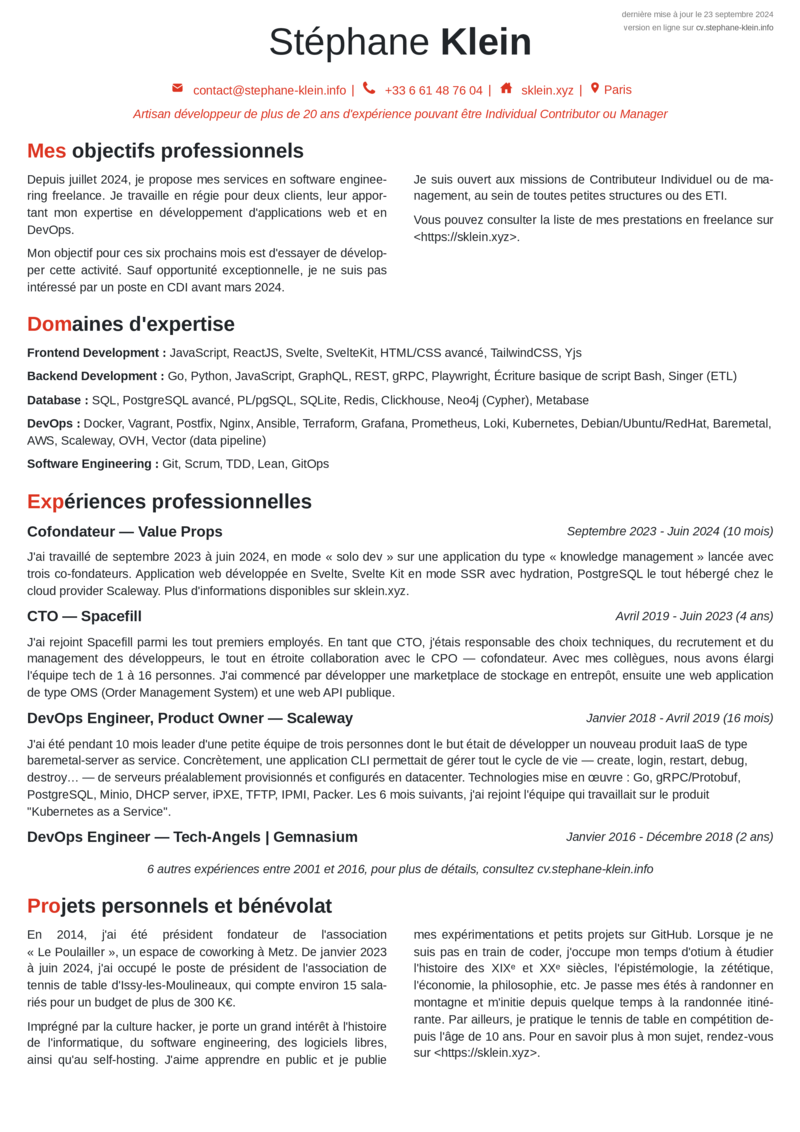 dernière mise à jour le 23 septembre 2024
version en ligne sur cv.stephane-klein.info
Stéphane Klein
contact@stephane-klein.info | +33 6 61 48 76 04 | sklein.xyz | Paris
Artisan développeur de plus de 20 ans d'expérience pouvant être Individual Contributor ou Manager
Mes objectifs professionnels
Depuis juillet 2024, je propose mes services en software enginee-
ring freelance. Je travaille en régie pour deux clients, leur appor-
tant mon expertise en développement d'applications web et en
DevOps.
Mon objectif pour ces six prochains mois est d'essayer de dévelop-
per cette activité. Sauf opportunité exceptionnelle, je ne suis pas
intéressé par un poste en CDI avant mars 2024.
Je suis ouvert aux missions de Contributeur Individuel ou de ma-
nagement, au sein de toutes petites structures ou des ETI.
Vous pouvez consulter la liste de mes prestations en freelance sur
<https://sklein.xyz>.
Domaines d'expertise
Frontend Development : JavaScript, ReactJS, Svelte, SvelteKit, HTML/CSS avancé, TailwindCSS, Yjs
Backend Development : Go, Python, JavaScript, GraphQL, REST, gRPC, Playwright, Écriture basique de script Bash, Singer (ETL)
Database : SQL, PostgreSQL avancé, PL/pgSQL, SQLite, Redis, Clickhouse, Neo4j (Cypher), Metabase
DevOps : Docker, Vagrant, Postfix, Nginx, Ansible, Terraform, Grafana, Prometheus, Loki, Kubernetes, Debian/Ubuntu/RedHat, Baremetal,
AWS, Scaleway, OVH, Vector (data pipeline)
Software Engineering : Git, Scrum, TDD, Lean, GitOps
Expériences professionnelles
Cofondateur — Value Props Septembre 2023 - Juin 2024 (10 mois)
J'ai travaillé de septembre 2023 à juin 2024, en mode « solo dev » sur une application du type « knowledge management » lancée avec
trois co-fondateurs. Application web développée en Svelte, Svelte Kit en mode SSR avec hydration, PostgreSQL le tout hébergé chez le
cloud provider Scaleway. Plus d'informations disponibles sur sklein.xyz.
CTO — Spacefill Avril 2019 - Juin 2023 (4 ans)
J'ai rejoint Spacefill parmi les tout premiers employés. En tant que CTO, j'étais responsable des choix techniques, du recrutement et du
management des développeurs, le tout en étroite collaboration avec le CPO — cofondateur. Avec mes collègues, nous avons élargi
l'équipe tech de 1 à 16 personnes. J'ai commencé par développer une marketplace de stockage en entrepôt, ensuite une web application
de type OMS (Order Management System) et une web API publique.
DevOps Engineer, Product Owner — Scaleway Janvier 2018 - Avril 2019 (16 mois)
J'ai été pendant 10 mois leader d'une petite équipe de trois personnes dont le but était de développer un nouveau produit IaaS de type
baremetal-server as service. Concrètement, une application CLI permettait de gérer tout le cycle de vie — create, login, restart, debug,
destroy… — de serveurs préalablement provisionnés et configurés en datacenter. Technologies mise en œuvre : Go, gRPC/Protobuf,
PostgreSQL, Minio, DHCP server, iPXE, TFTP, IPMI, Packer. Les 6 mois suivants, j'ai rejoint l'équipe qui travaillait sur le produit
"Kubernetes as a Service".
DevOps Engineer — Tech-Angels | Gemnasium Janvier 2016 - Décembre 2018 (2 ans)
6 autres expériences entre 2001 et 2016, pour plus de détails, consultez cv.stephane-klein.info
Projets personnels et bénévolat
En 2014, j'ai été président fondateur de l'association
« Le Poulailler », un espace de coworking à Metz. De janvier 2023
à juin 2024, j'ai occupé le poste de président de l'association de
tennis de table d'Issy-les-Moulineaux, qui compte environ 15 sala-
riés pour un budget de plus de 300 K€.
Imprégné par la culture hacker, je porte un grand intérêt à l'histoire
de l'informatique, du software engineering, des logiciels libres,
ainsi qu'au self-hosting. J'aime apprendre en public et je publie
mes expérimentations et petits projets sur GitHub. Lorsque je ne
suis pas en train de coder, j'occupe mon temps d'otium à étudier
l'histoire des XIXᵉ et XXᵉ siècles, l'épistémologie, la zététique,
l'économie, la philosophie, etc. Je passe mes étés à randonner en
montagne et m'initie depuis quelque temps à la randonnée itiné-
rante. Par ailleurs, je pratique le tennis de table en compétition de-
puis l'âge de 10 ans. Pour en savoir plus à mon sujet, rendez-vous
sur <https://sklein.xyz>.